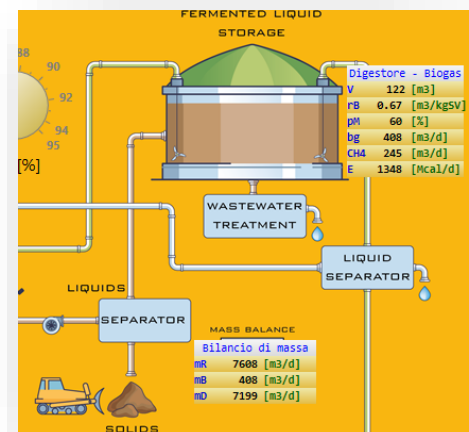 FERMENTED LIQUID
STORAGE
Digestore - Biogas
V 122 [m3]
rB 0.67 [m3/kgSV]
pM 60 [%]
bg 408 [m3/d]
CH4 245 [m3/d]
E 1348 [Mcal/d]
88
90
92
94
95
[%]
WASTEWATER
TREATMENT
LIQUID
SEPARATOR
LIQUIDS
SEPARATOR
MASS BALANCE
Bilancio di massa
mR 7608 [m3/d]
mB 408 [m3/d]
mD 7199 [m3/d]
SOLIDS